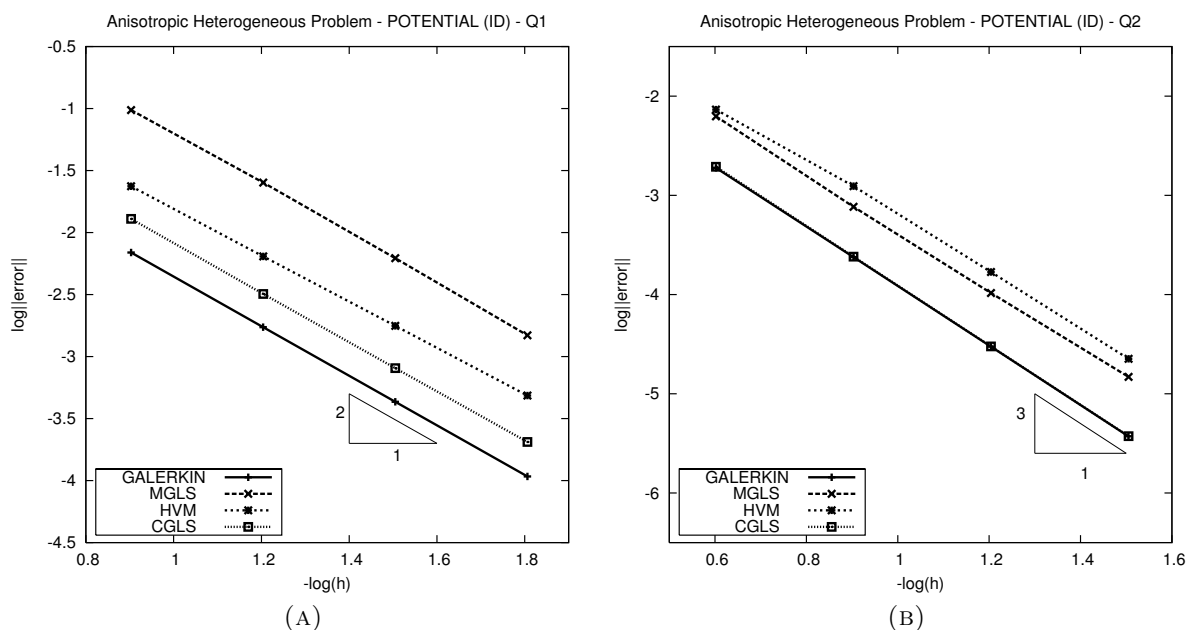 Anisotropic Heterogeneous Problem - POTENTIAL (ID) - Q1
-0.5
-1
-1.5
-2
-2.5
-3
-3.5
-4
-4.5
log||error||
2
1
GALERKIN
MGLS
HVM
CGLS
0.8 1 1.2 1.4 1.6 1.8
-log(h)
(A)
Anisotropic Heterogeneous Problem - POTENTIAL (ID) - Q2
-2
-3
-4
-5
-6
log||error||
3
1
GALERKIN
MGLS
HVM
CGLS
0.6 0.8 1 1.2 1.4 1.6
-log(h)
(B)